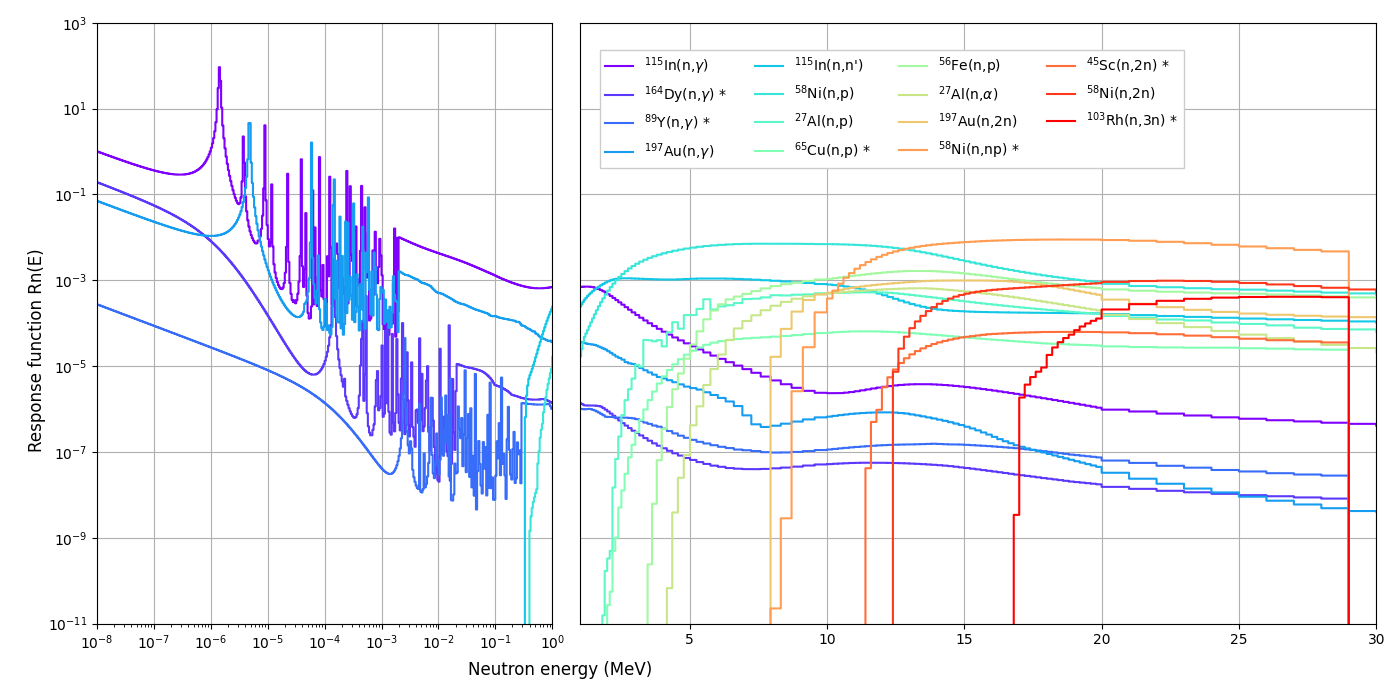 10³
10¹
10⁻¹
10⁻³
10⁻⁵
10⁻⁷
10⁻⁹
10⁻¹¹
Response function Rn(E)
¹¹⁵In(n,γ)
¹⁶⁴Dy(n,γ) *
⁸⁹Y(n,γ) *
¹⁹⁷Au(n,γ)
¹¹⁵In(n,n')
⁵⁸Ni(n,p)
²⁷Al(n,p)
⁶⁵Cu(n,p) *
⁵⁶Fe(n,p)
²⁷Al(n,α)
¹⁹⁷Au(n,2n)
⁵⁸Ni(n,np) *
⁴⁵Sc(n,2n) *
⁵⁸Ni(n,2n)
¹⁰³Rh(n,3n) *
10⁻⁸ 10⁻⁷ 10⁻⁶ 10⁻⁵ 10⁻⁴ 10⁻³ 10⁻² 10⁻¹ 10⁰
5 10 15 20 25 30
Neutron energy (MeV)